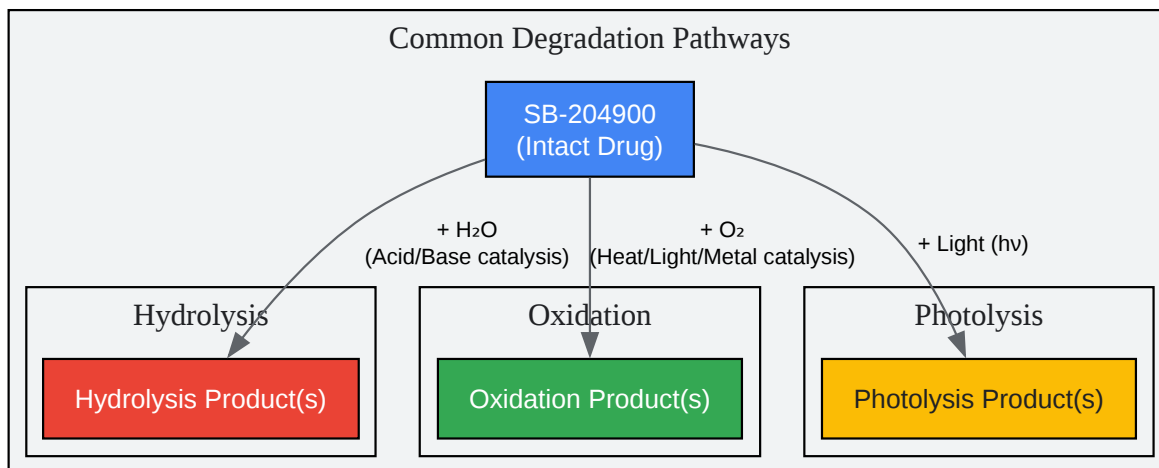 Common Degradation Pathways
SB-204900
(Intact Drug)
+ H₂O
(Acid/Base catalysis)
+ O₂
(Heat/Light/Metal catalysis)
+ Light (hν)
Hydrolysis
Oxidation
Photolysis
Hydrolysis Product(s)
Oxidation Product(s)
Photolysis Product(s)